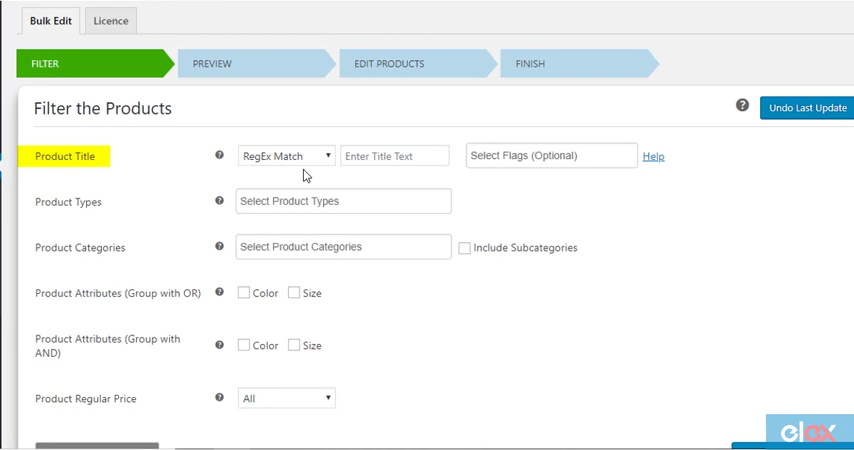 Bulk Edit
Licence
FILTER
PREVIEW
EDIT PRODUCTS
FINISH
Filter the Products
?
Undo Last Update
Product Title
?
RegEx Match
Enter Title Text
Select Flags (Optional)
Help
Product Types
?
Select Product Types
Product Categories
?
Select Product Categories
Include Subcategories
Product Attributes (Group with OR)
?
Color
Size
Product Attributes (Group with
AND)
?
Color
Size
Product Regular Price
?
All
elex